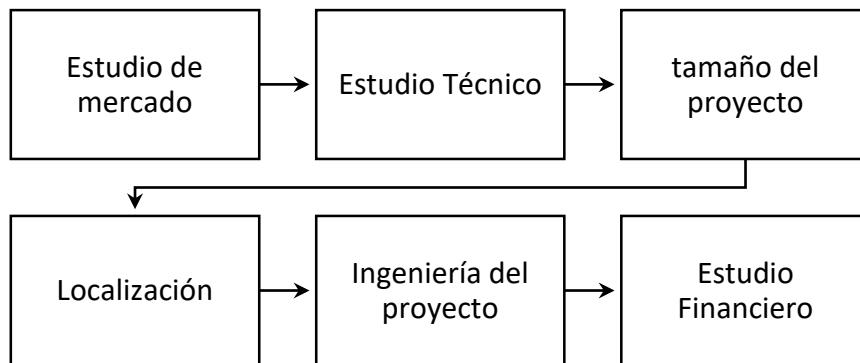 Estudio de
mercado
Estudio Técnico
tamaño del
proyecto
Localización
Ingeniería del
proyecto
Estudio
Financiero